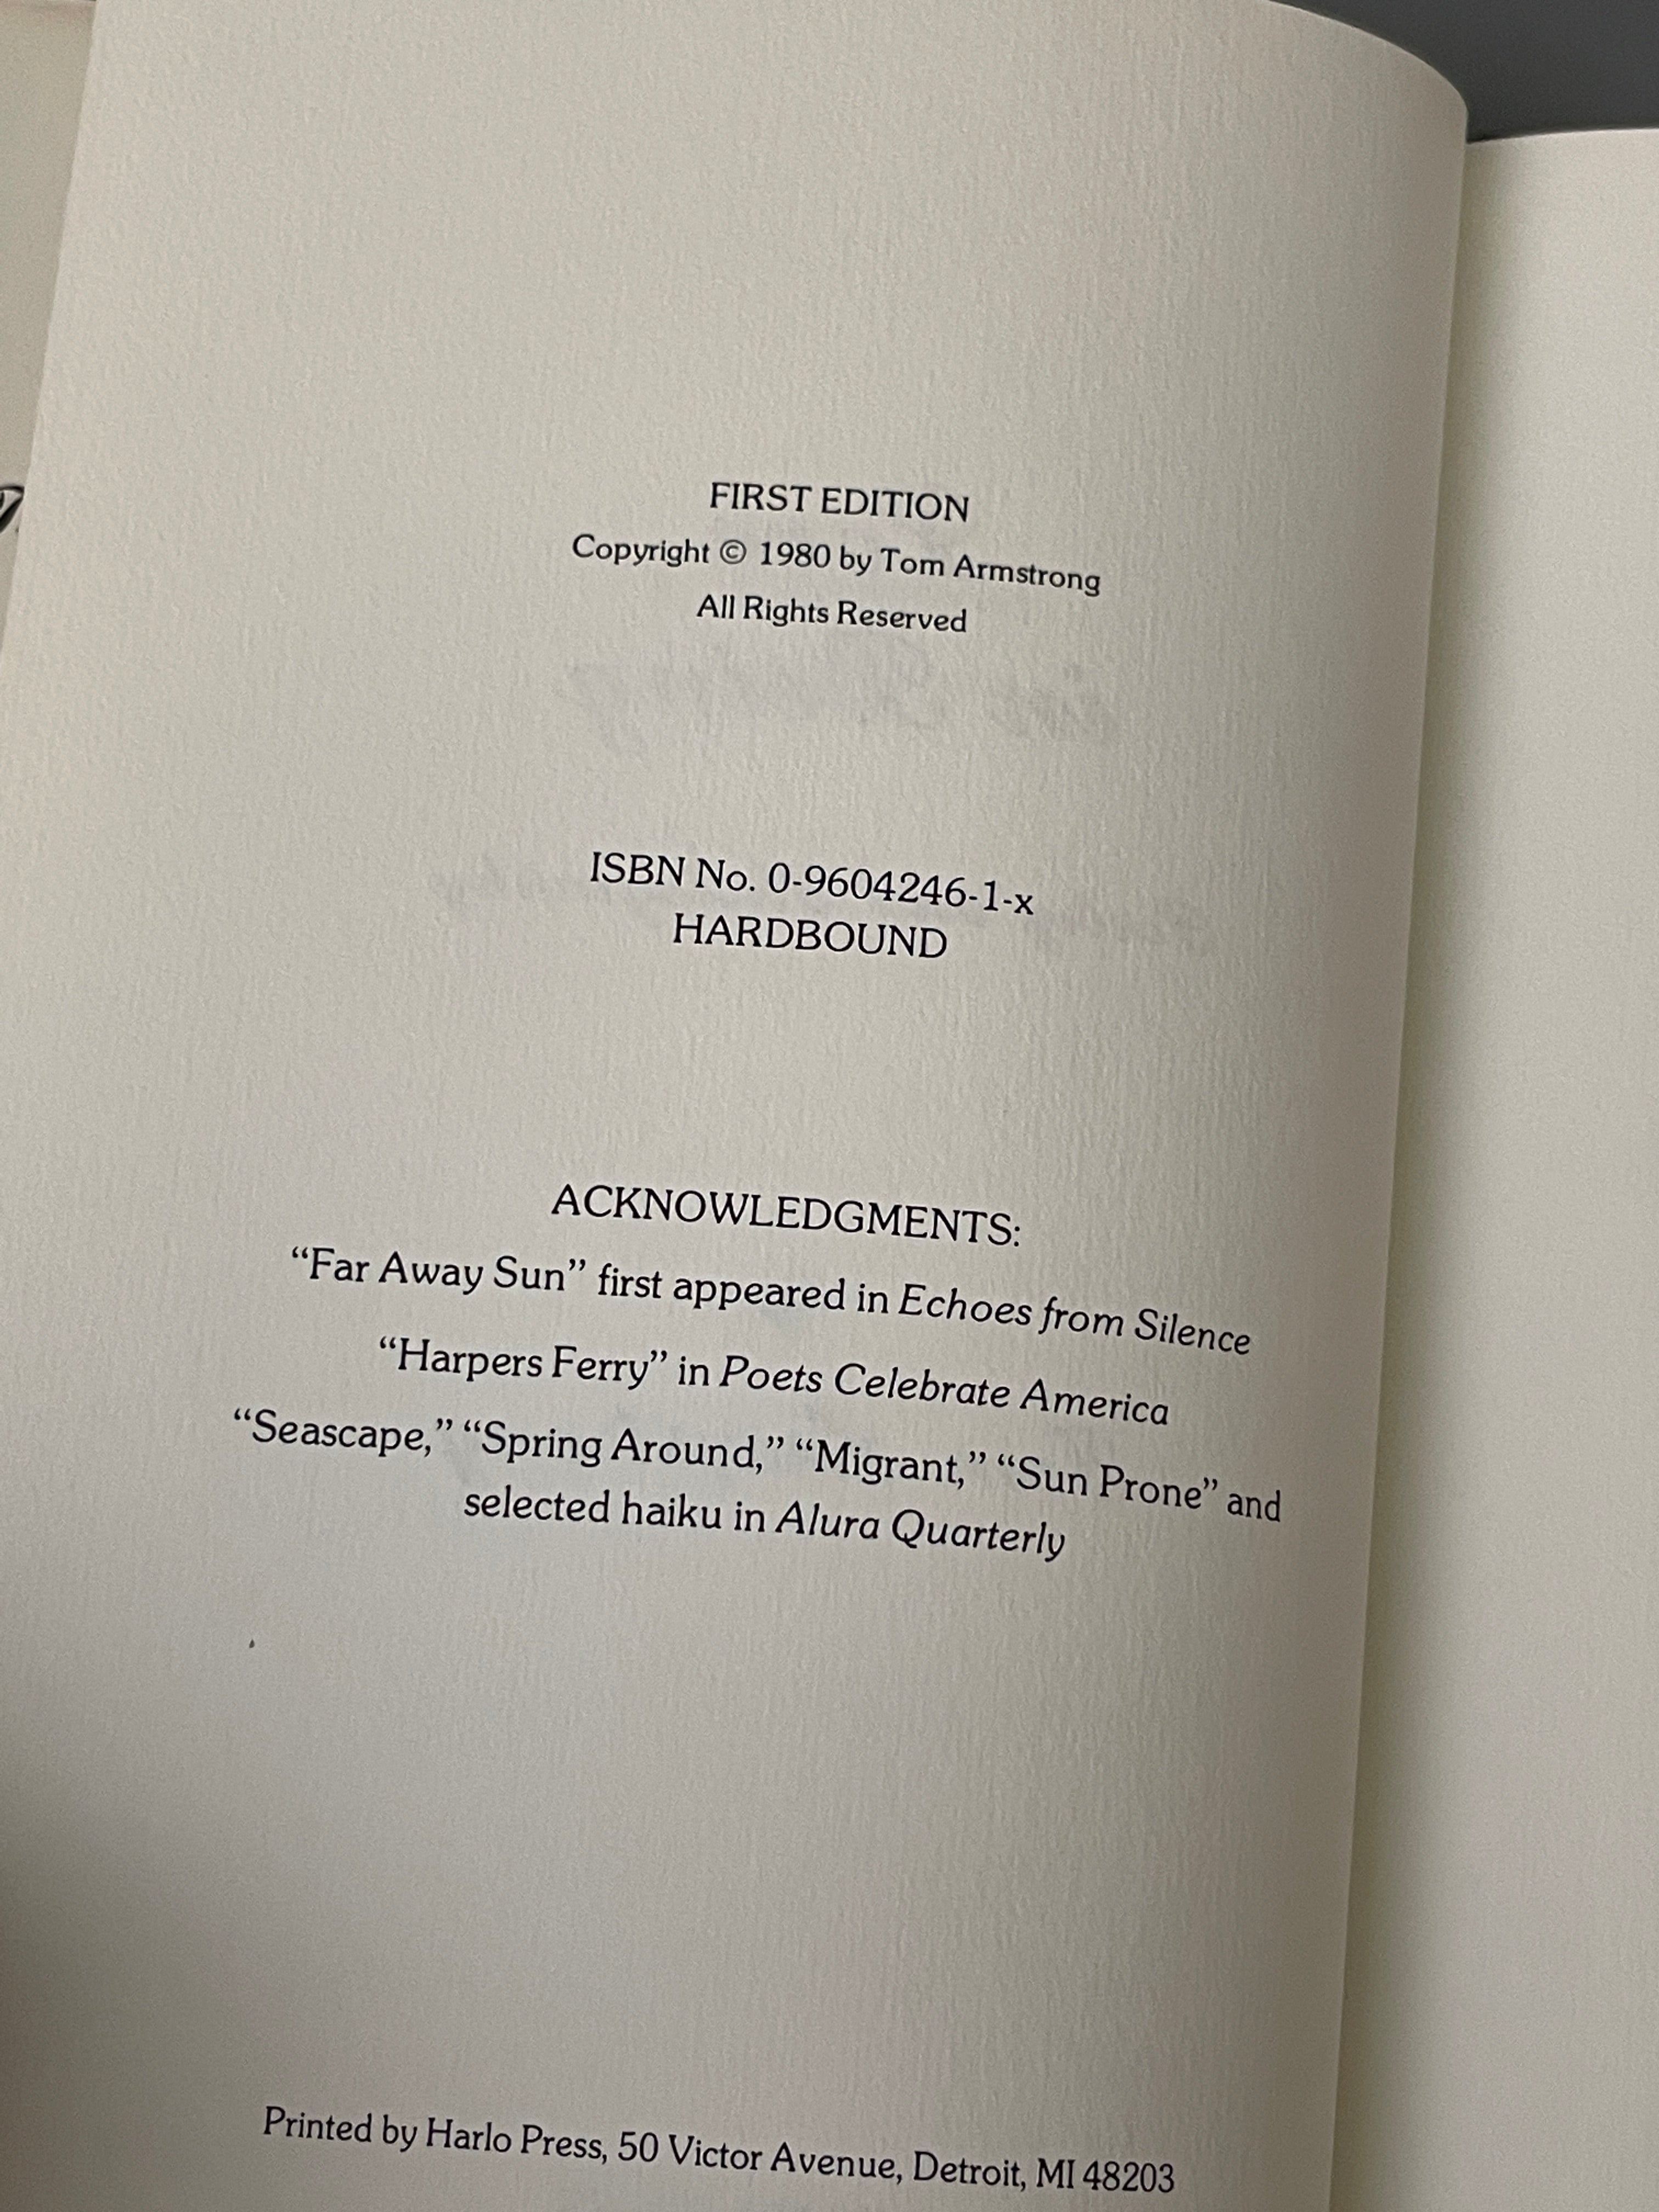 FIRST EDITION
Copyright © 1980 by Tom Armstrong
All Rights Reserved
ISBN No. 0-9604246-1-x
HARDBOUND
ACKNOWLEDGMENTS:
“Far Away Sun” first appeared in Echoes from Silence
“Harpers Ferry” in Poets Celebrate America
“Seascape,” “Spring Around,” “Migrant,” “Sun Prone” and
selected haiku in Alura Quarterly
Printed by Harlo Press, 50 Victor Avenue, Detroit, MI 48203